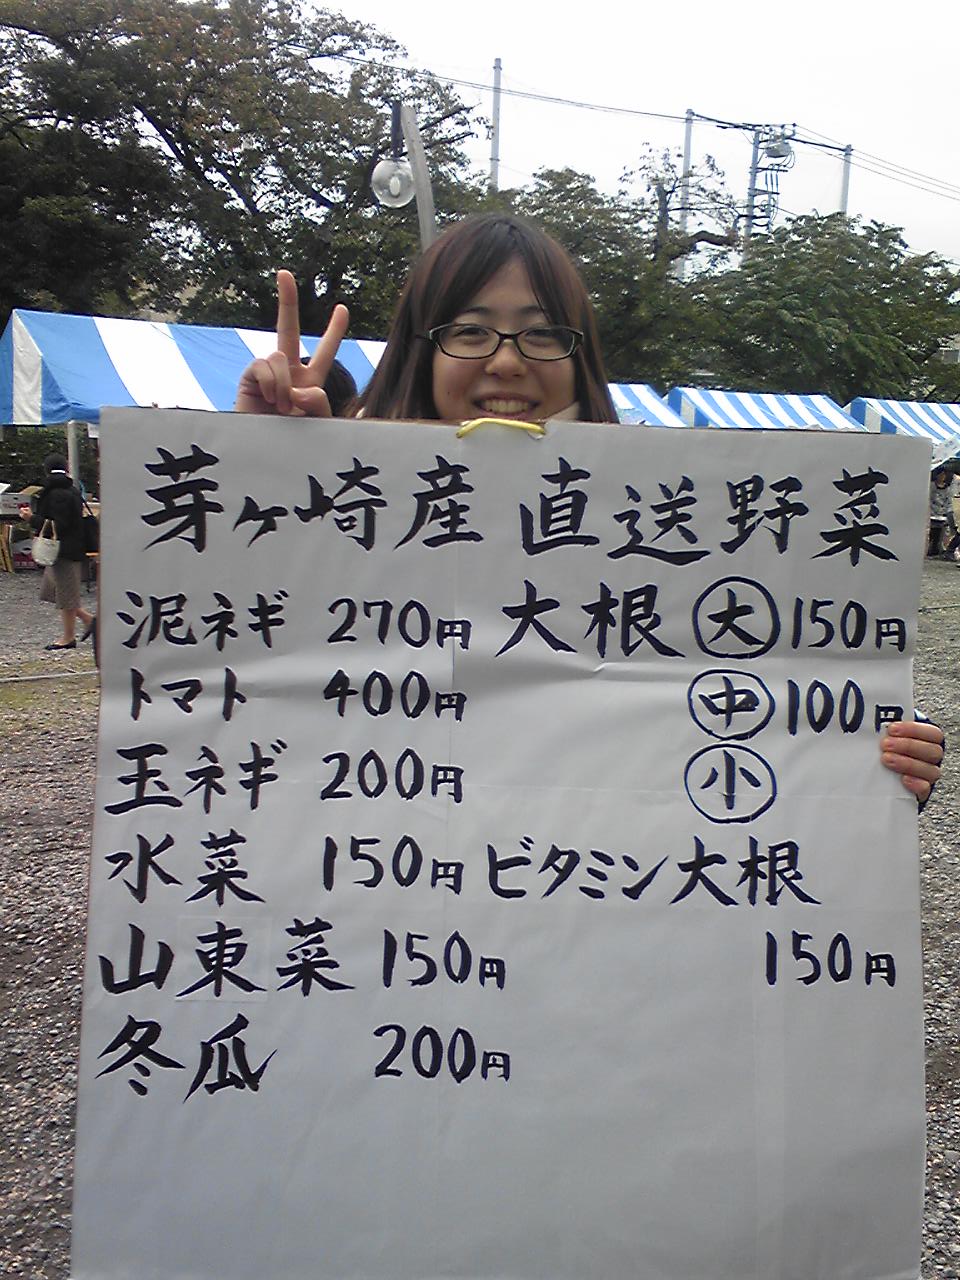 芽ヶ崎産 直送野菜
泥ネギ 270円
トマト 400円
玉ネギ 200円
水菜 150円
山東菜 150円
冬瓜 200円
大根 大 150円
中 100円
小
ビタミン大根
150円